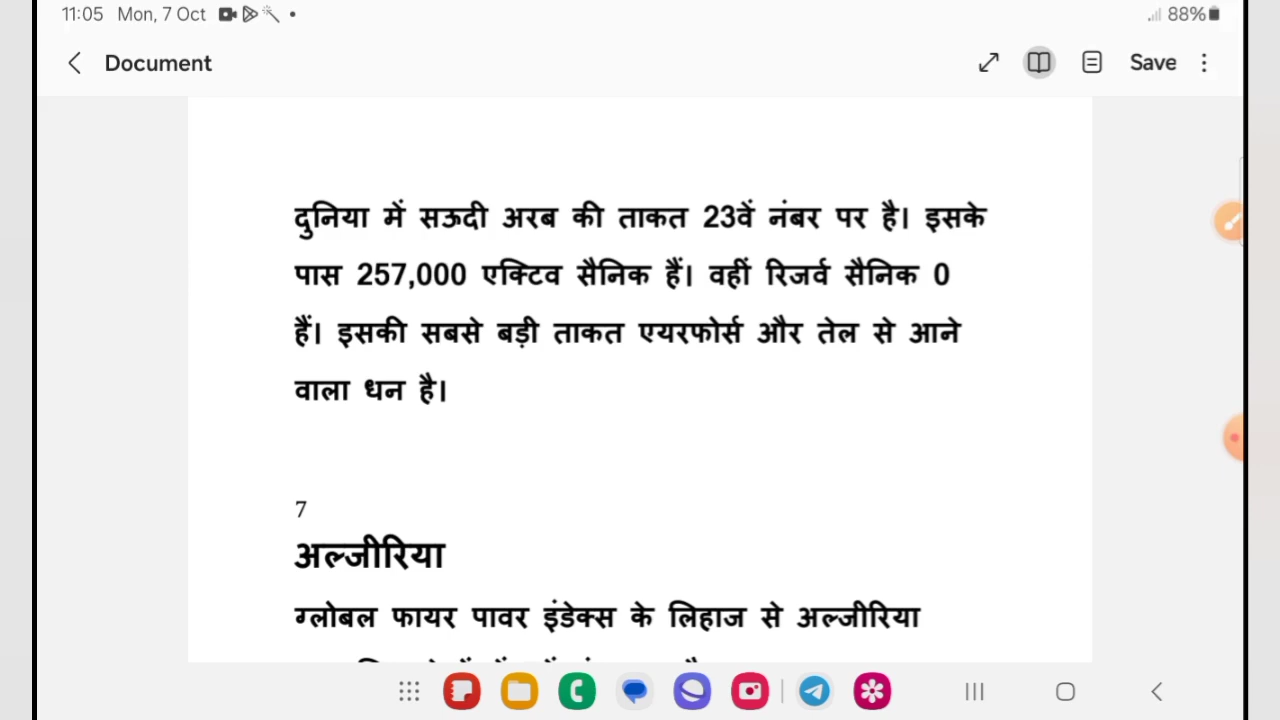 11:05 Mon, 7 Oct
88%
Document
Save
दुनिया में सऊदी अरब की ताकत 23वें नंबर पर है। इसके
पास 257,000 एक्टिव सैनिक हैं। वहीं रिजर्व सैनिक 0
हैं। इसकी सबसे बड़ी ताकत एयरफोर्स और तेल से आने
वाला धन है।
7
अल्जीरिया
ग्लोबल फायर पावर इंडेक्स के लिहाज से अल्जीरिया